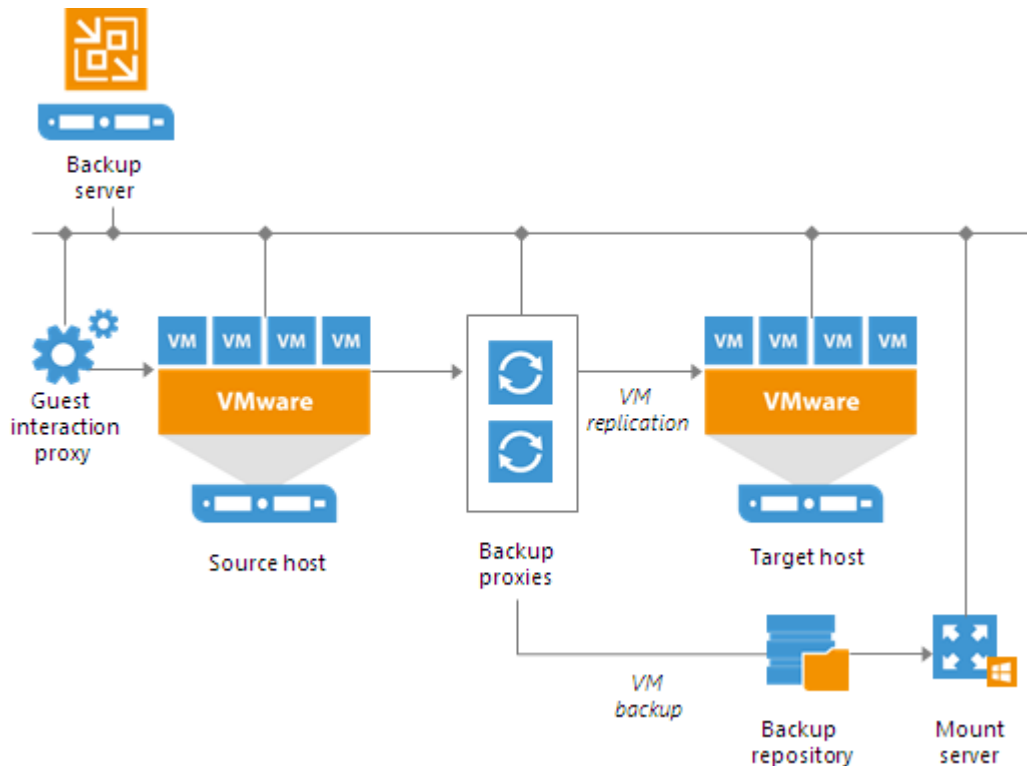 Backup
server
VM VM VM VM
VMware
Guest
interaction
proxy
Source host
Backup
proxies
VM
replication
VM VM VM VM
VMware
Target host
VM
backup
Backup
repository
Mount
server